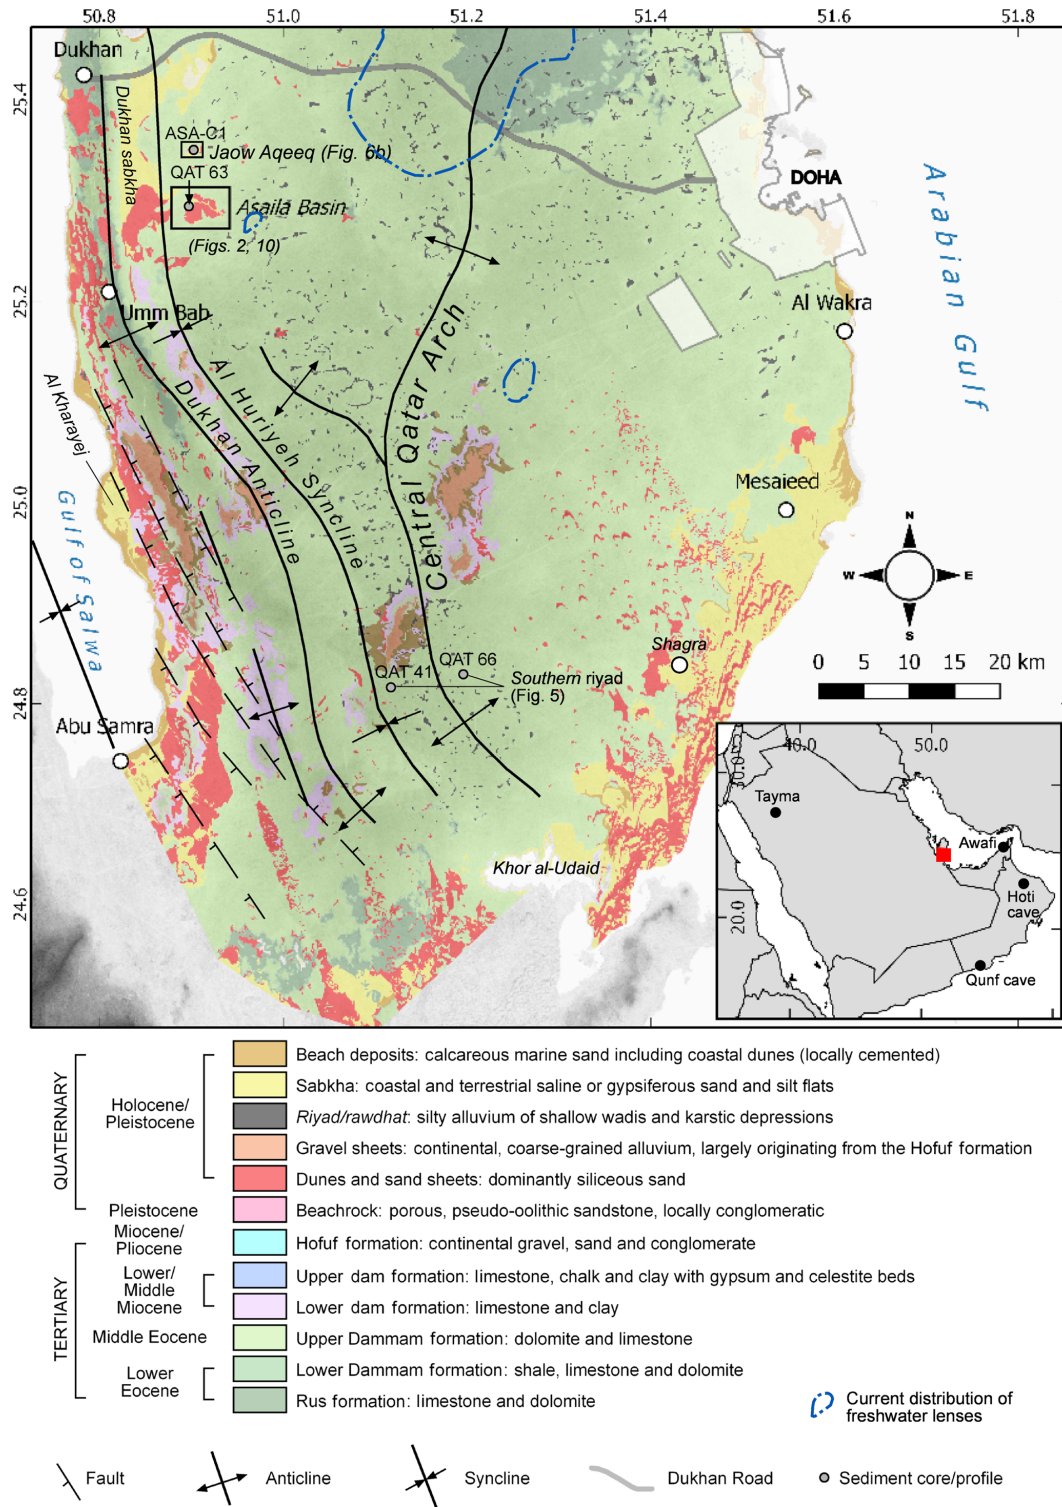 50.8 51.0 51.2 51.4 51.6 51.8
Dukhan
25.4
Dukhan sabkha
ASA-C1
Jaow Aqeeq (Fig. 6b)
QAT 63
Asaila Basin
(Figs. 2, 10)
DOHA
Arabian Gulf
25.2
Umm Bab
Al Wakra
Al Kharayej
Dukhan Anticline
Al Huriyeh Syncline
Central Qatar Arch
25.0
Gulf of Salwa
Mesaieed
N
W E
S
Shagra
QAT 41
QAT 66
Southern riyad
(Fig. 5)
0 5 10 15 20 km
24.8
Abu Samra
Khor al-Udaid
24.6
40.0 50.0
30.0
Tayma
Awafi
Hoti
cave
20.0
Qunf cave
QUATERNARY
Holocene/
Pleistocene
Beach deposits: calcareous marine sand including coastal dunes (locally cemented)
Sabkha: coastal and terrestrial saline or gypsiferous sand and silt flats
Riyad/rawdhat: silty alluvium of shallow wadis and karstic depressions
Gravel sheets: continental, coarse-grained alluvium, largely originating from the Hofuf formation
Dunes and sand sheets: dominantly siliceous sand
Pleistocene
Beachrock: porous, pseudo-oolithic sandstone, locally conglomeratic
TERTIARY
Miocene/
Pliocene
Hofuf formation: continental gravel, sand and conglomerate
Lower/
Middle
Miocene
Upper dam formation: limestone, chalk and clay with gypsum and celestite beds
Lower dam formation: limestone and clay
Middle Eocene
Upper Dammam formation: dolomite and limestone
Lower
Eocene
Lower Dammam formation: shale, limestone and dolomite
Rus formation: limestone and dolomite
Current distribution of
freshwater lenses
Fault
Anticline
Syncline
Dukhan Road
Sediment core/profile